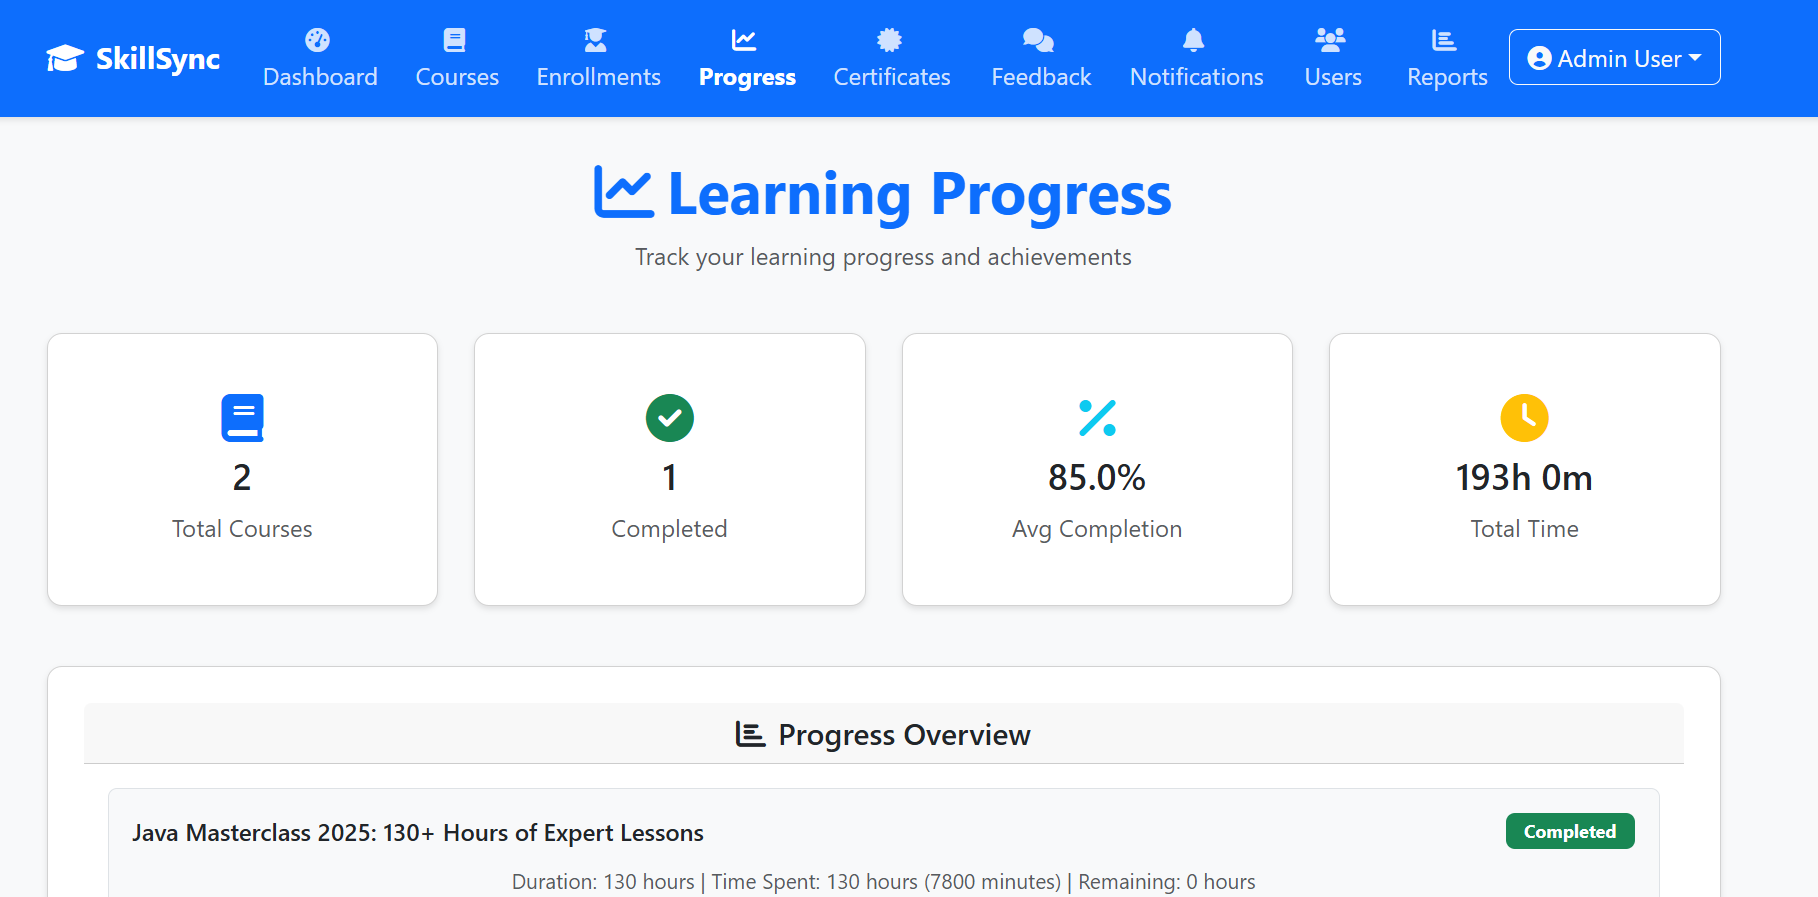 SkillSync
Dashboard
Courses
Enrollments
Progress
Certificates
Feedback
Notifications
Users
Reports
Admin User
Learning Progress
Track your learning progress and achievements
2
Total Courses
1
Completed
85.0%
Avg Completion
193h 0m
Total Time
Progress Overview
Java Masterclass 2025: 130+ Hours of Expert Lessons
Completed
Duration: 130 hours | Time Spent: 130 hours (7800 minutes) | Remaining: 0 hours